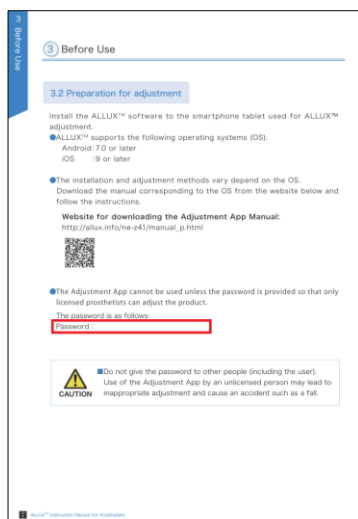 3 Before Use
3 Before Use
3.2 Preparation for adjustment
Install the ALLUX™ software to the smartphone tablet used for ALLUX™
adjustment.
●ALLUX™ supports the following operating systems (OS):
Android:7.0 or later
iOS :9 or later
●The installation and adjustment methods vary depend on the OS.
Download the manual corresponding to the OS from the website below and
follow the instructions.
Website for downloading the Adjustment App Manual:
http://allux.info/ne-z41/manual_p.html
●The Adjustment App cannot be used unless the password is provided so that only
licensed prosthetists can adjust the product.
The password is as follows:
Password :
CAUTION
■Do not give the password to other people (including the user).
Use of the Adjustment App by an unlicensed person may lead to
inappropriate adjustment and cause an accident such as a fall.
ALLUX™ Instruction Manual for Prosthetists